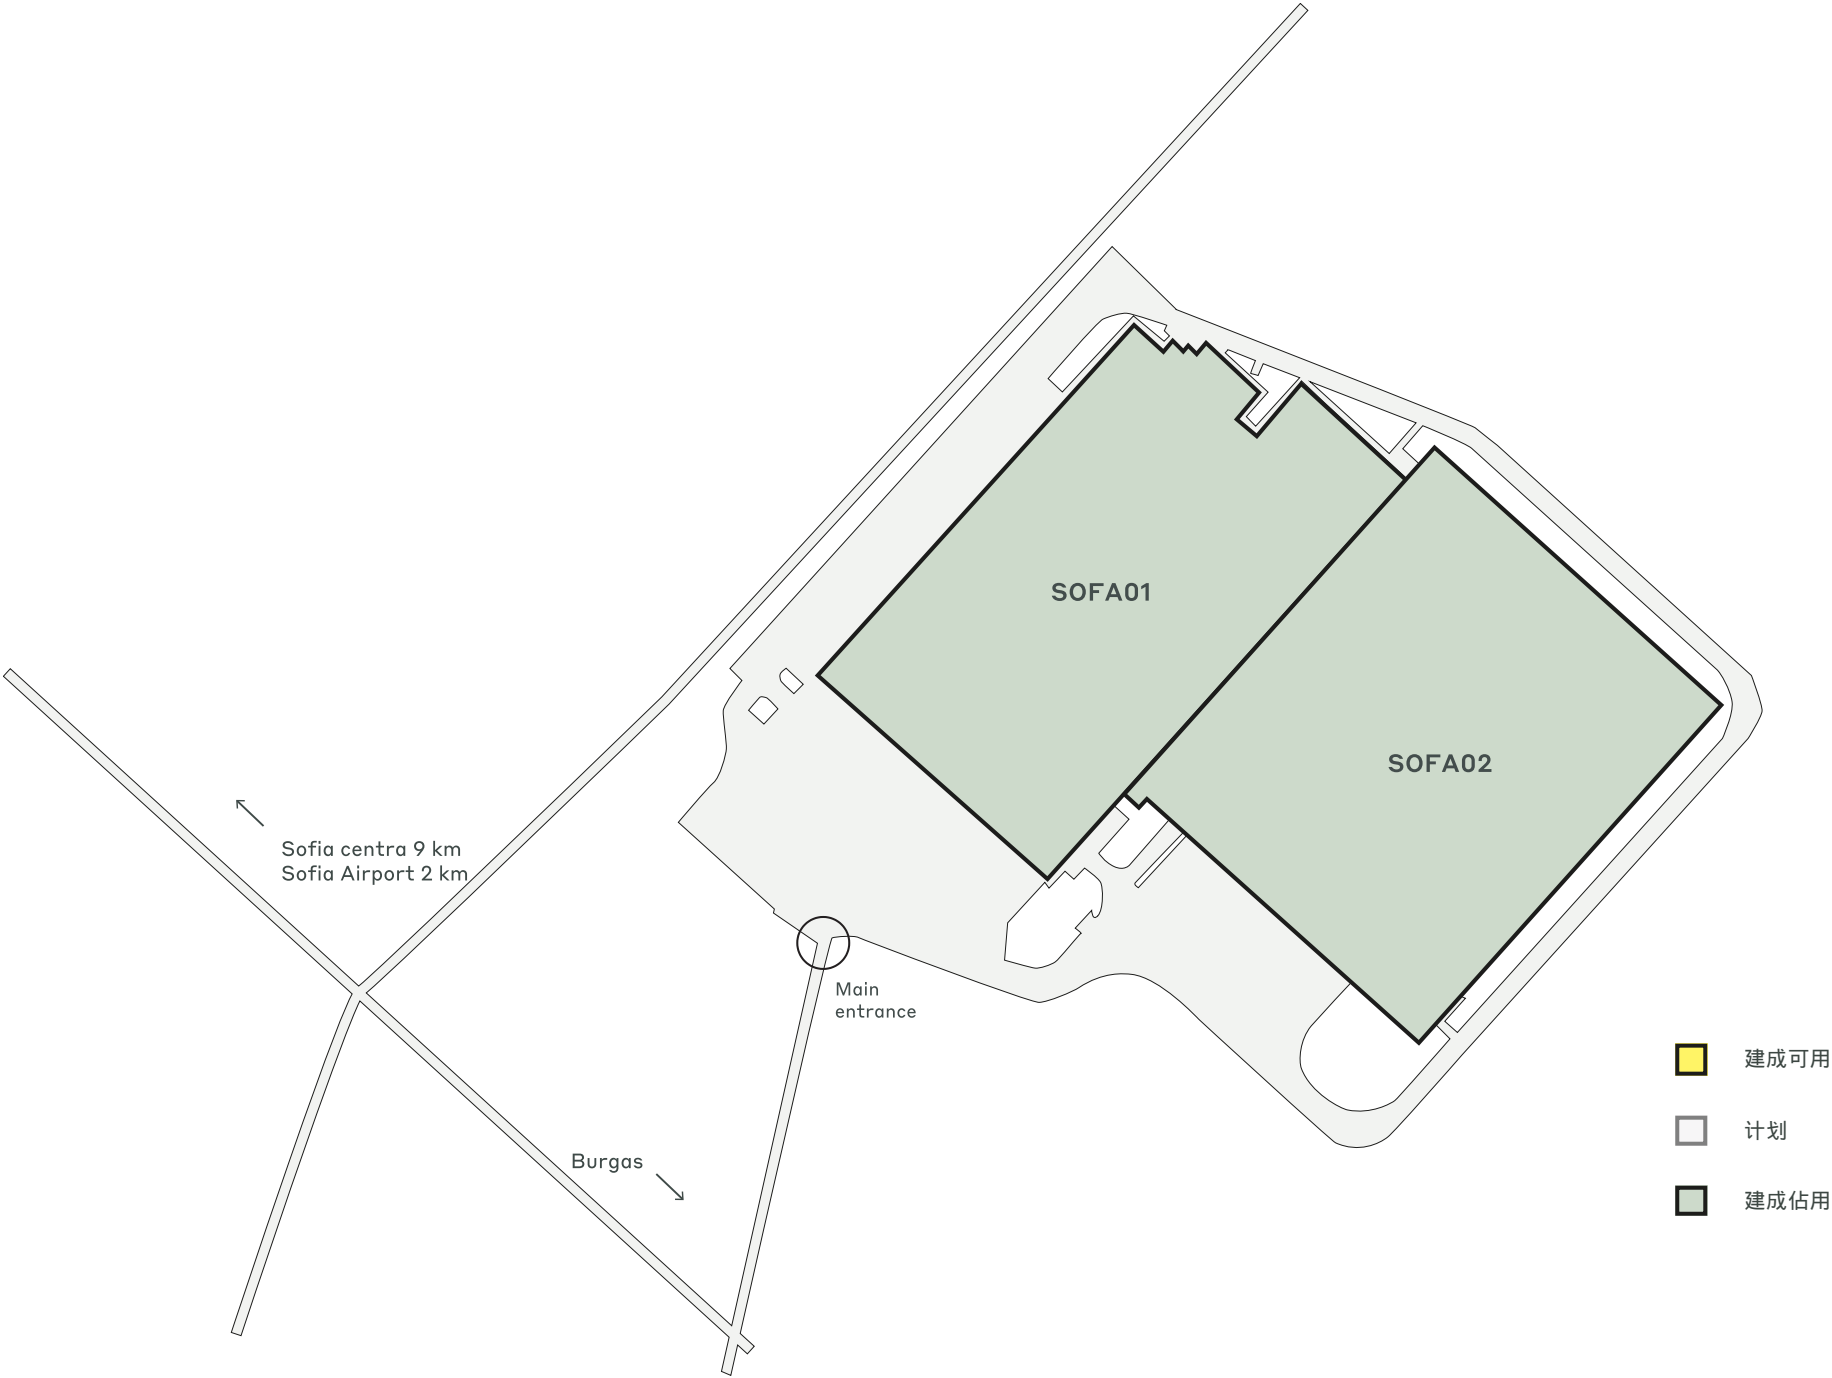 SOFA01
SOFA02
Sofia centra 9 km
Sofia Airport 2 km
Main
entrance
Burgas
建成可用
计划
建成佔用